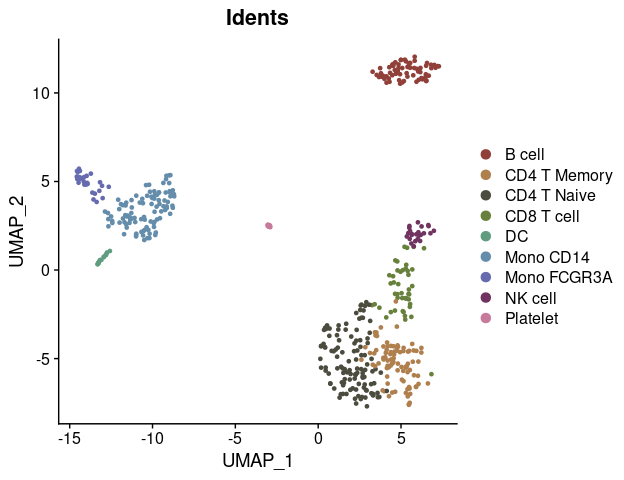 Idents
UMAP_2
10
5
0
-5
-15
-10
-5
0
5
UMAP_1
B cell
CD4 T Memory
CD4 T Naive
CD8 T cell
DC
Mono CD14
Mono FCGR3A
NK cell
Platelet